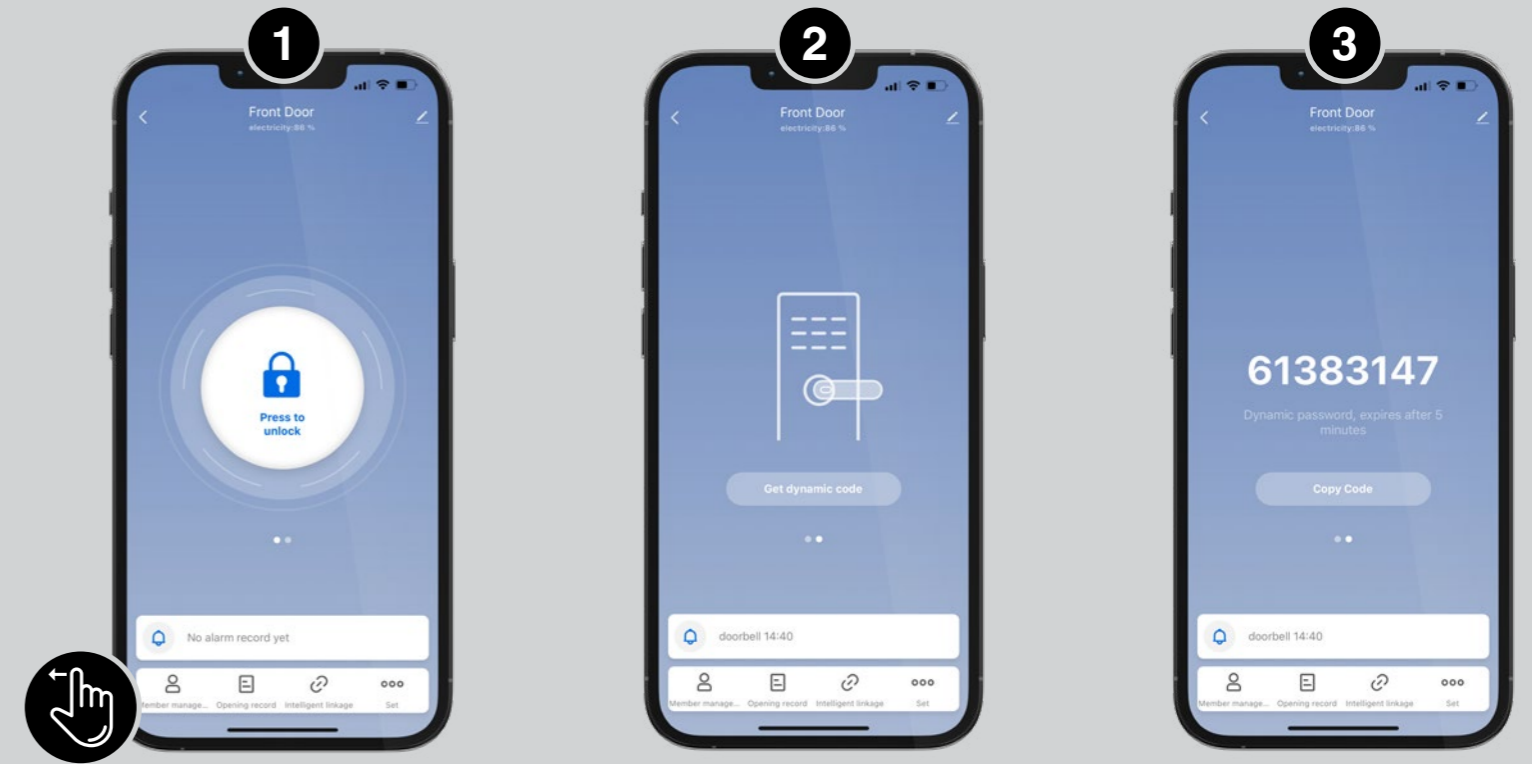 1
Front Door
electricity:86 %
Press to
unlock
No alarm record yet
Member manage...
Opening record
Intelligent linkage
Set
2
Front Door
electricity:86 %
Get dynamic code
doorbell 14:40
Member manage...
Opening record
Intelligent linkage
Set
3
Front Door
electricity:86 %
61383147
Dynamic password, expires after 5
minutes
Copy Code
doorbell 14:40
Member manage...
Opening record
Intelligent linkage
Set